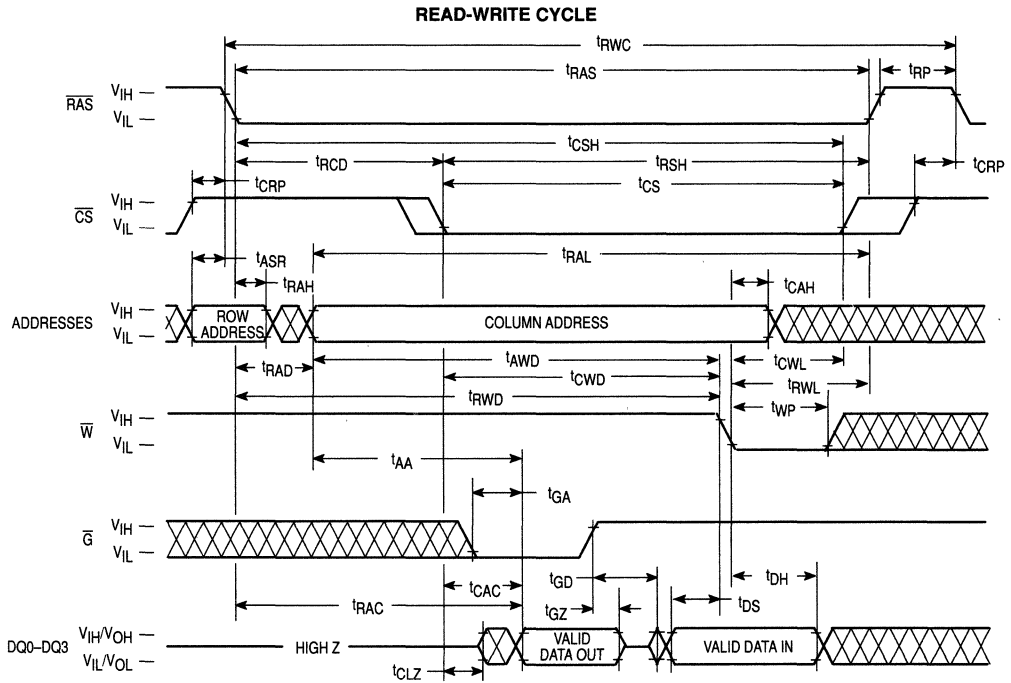 READ-WRITE CYCLE
tRWC
tRAS
tRP
RAS
VIH
VIL
tCSH
tRCD
tRSH
tCRP
tCRP
tCS
CS
VIH
VIL
tASR
tRAL
tRAH
tCAH
ADDRESSES
VIH
VIL
ROW
ADDRESS
COLUMN ADDRESS
tRAD
tAWD
tCWL
tCWD
tRWL
tRWD
tWP
W
VIH
VIL
tAA
tGA
G
VIH
VIL
tCAC
tGD
tDH
tRAC
tGZ
tDS
DQ0–DQ3
VIH/VOH
VIL/VOL
HIGH Z
VALID
DATA OUT
VALID DATA IN
tCLZ